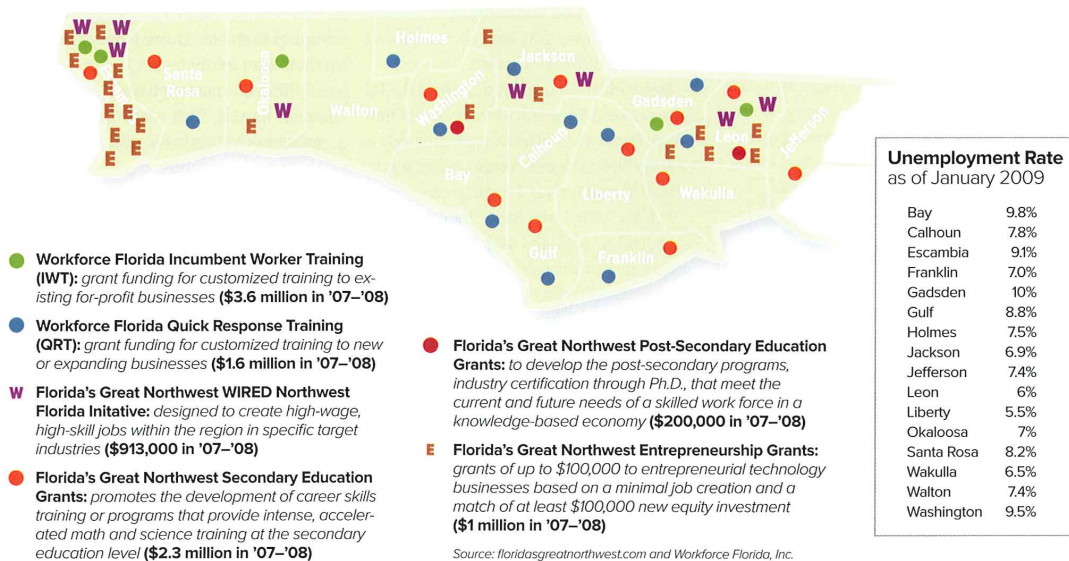 W
W
E
E
W
E
E
E
E
E
E
E
E
E
Santa
Rosa
Okaloosa
W
E
Walton
Holmes
Washington
E
E
Jackson
W
E
W
Calhoun
Bay
Gulf
Liberty
Franklin
Gadsden
W
W
Leon
E
E
E
E
E
Wakulla
Jefferson
Workforce Florida Incumbent Worker Training
(IWT): grant funding for customized training to ex-
isting for-profit businesses ($3.6 million in ’07–’08)
Workforce Florida Quick Response Training
(QRT): grant funding for customized training to new
or expanding businesses ($1.6 million in ’07–’08)
W Florida’s Great Northwest WIRED Northwest
Florida Initative: designed to create high-wage,
high-skill jobs within the region in specific target
industries ($913,000 in ’07–’08)
Florida’s Great Northwest Secondary Education
Grants: promotes the development of career skills
training or programs that provide intense, acceler-
ated math and science training at the secondary
education level ($2.3 million in ’07–’08)
Florida’s Great Northwest Post-Secondary Education
Grants: to develop the post-secondary programs,
industry certification through Ph.D., that meet the
current and future needs of a skilled work force in a
knowledge-based economy ($200,000 in ’07–’08)
E Florida’s Great Northwest Entrepreneurship Grants:
grants of up to $100,000 to entrepreneurial technology
businesses based on a minimal job creation and a
match of at least $100,000 new equity investment
($1 million in ’07–’08)
Source: floridasgreatnorthwest.com and Workforce Florida, Inc.
Unemployment Rate
as of January 2009
Bay 9.8%
Calhoun 7.8%
Escambia 9.1%
Franklin 7.0%
Gadsden 10%
Gulf 8.8%
Holmes 7.5%
Jackson 6.9%
Jefferson 7.4%
Leon 6%
Liberty 5.5%
Okaloosa 7%
Santa Rosa 8.2%
Wakulla 6.5%
Walton 7.4%
Washington 9.5%